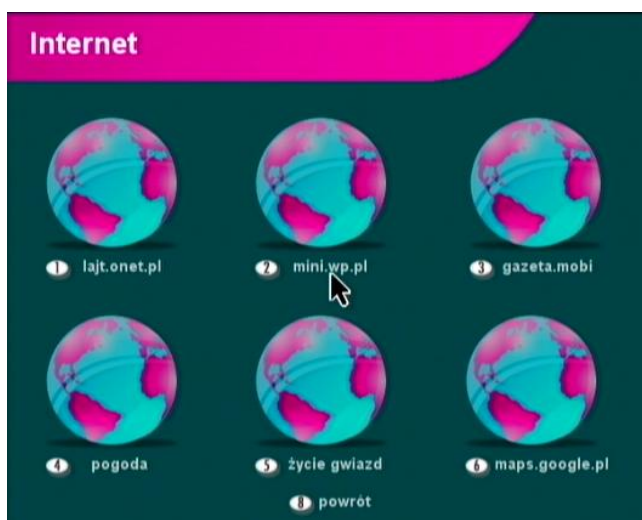 Internet
1 lajt.onet.pl
2 mini.wp.pl
3 gazeta.mobi
4 pogoda
5 życie gwiazd
6 maps.google.pl
8 powrót